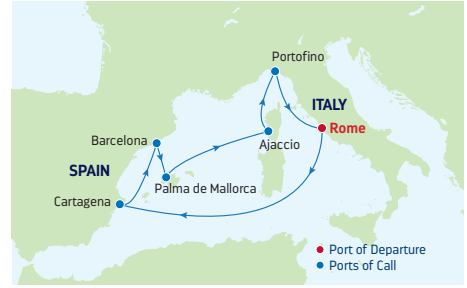 Portofino
ITALY
Rome
Barcelona
Ajaccio
SPAIN
Palma de Mallorca
Cartagena
Port of Departure
Ports of Call